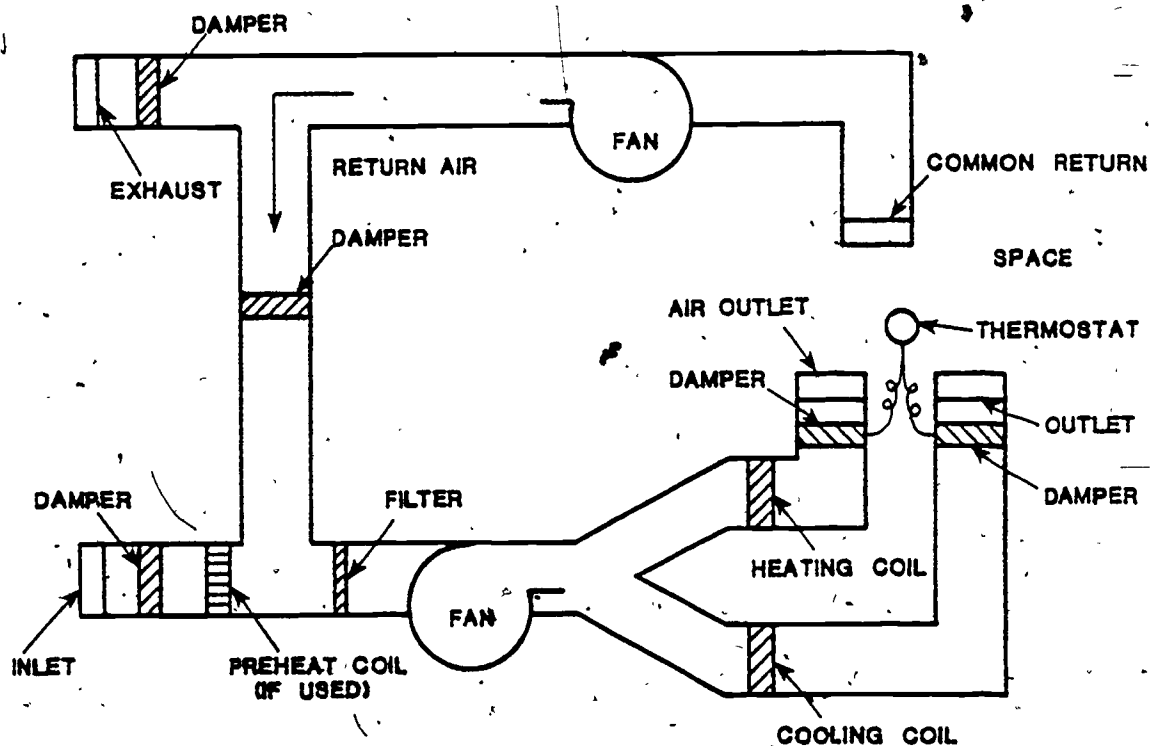 DAMPER
FAN
EXHAUST
RETURN AIR
COMMON RETURN
DAMPER
SPACE
AIR OUTLET
THERMOSTAT
DAMPER
OUTLET
DAMPER
FILTER
DAMPER
HEATING COIL
FAN
INLET
PREHEAT COIL
(IF USED)
COOLING COIL